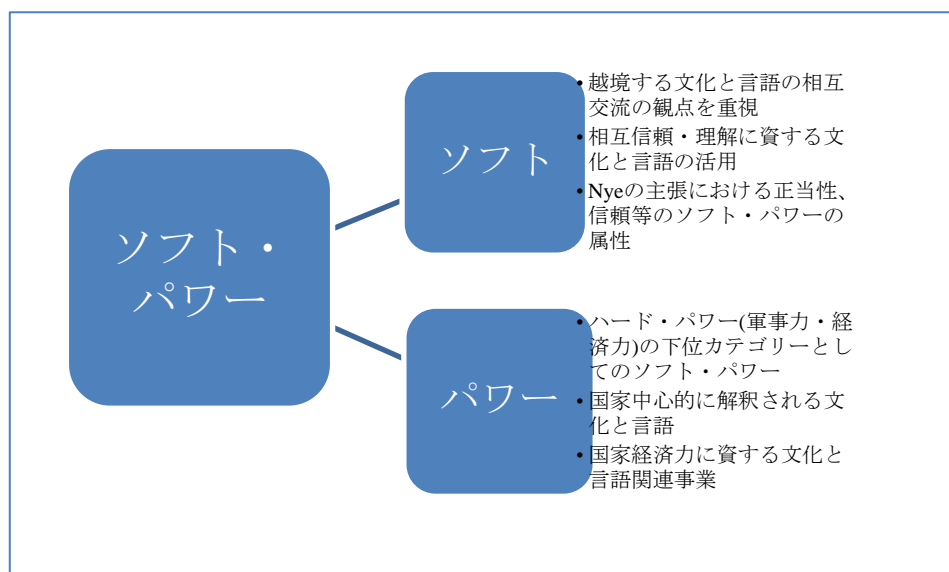 ソフト・
パワー
ソフト
•越境する文化と言語の相互
交流の観点を重視
•相互信頼・理解に資する文
化と言語の活用
•Nyeの主張における正当性、
信頼等のソフト・パワーの
属性
パワー
•ハード・パワー(軍事力・経
済力)の下位カテゴリーとし
てのソフト・パワー
•国家中心的に解釈される文
化と言語
•国家経済力に資する文化と
言語関連事業